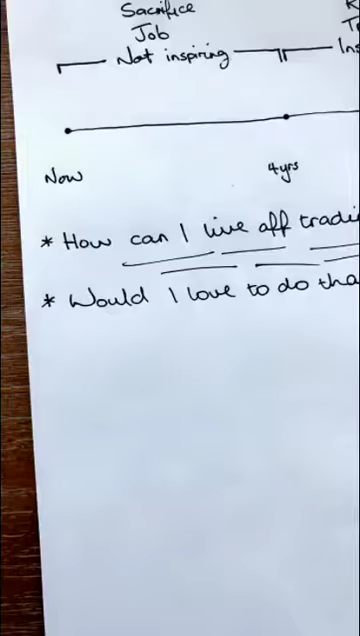 Sacrifice
Job
Not inspiring
Now
4yrs
* How can I live off
* Would I love to do